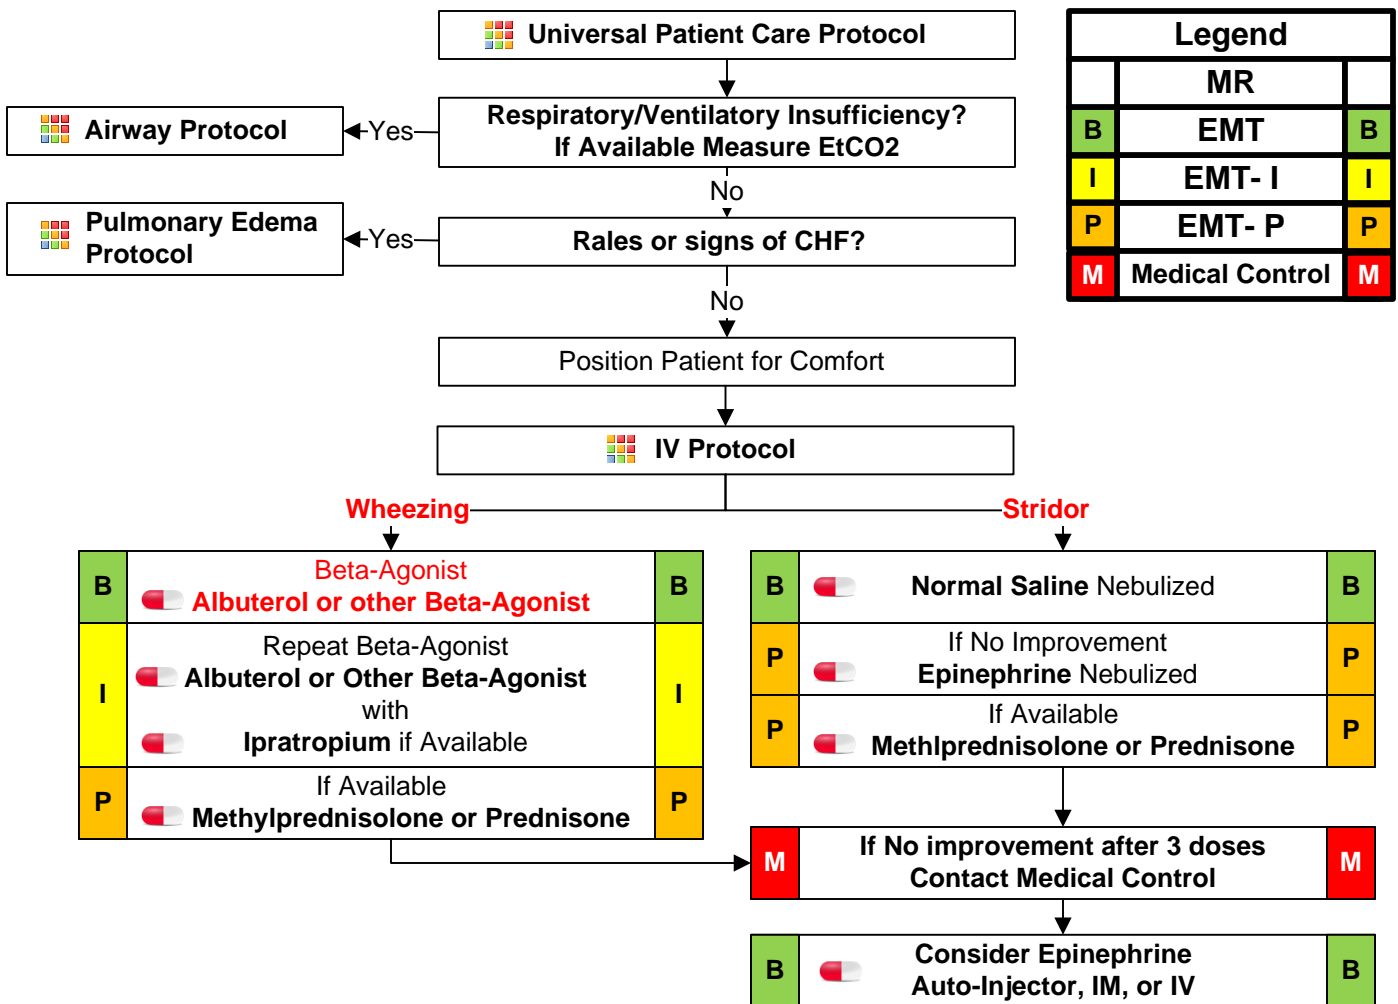 Universal Patient Care Protocol
Legend
MR
B EMT B
I EMT- I I
P EMT- P P
M Medical Control M
Respiratory/Ventilatory Insufficiency?
If Available Measure EtCO2
Yes
Airway Protocol
No
Rales or signs of CHF?
Yes
Pulmonary Edema
Protocol
No
Position Patient for Comfort
IV Protocol
Wheezing
Stridor
B B
Beta-Agonist
Albuterol or other Beta-Agonist
I I
Repeat Beta-Agonist
Albuterol or Other Beta-Agonist
with
Ipratropium if Available
P P
If Available
Methylprednisolone or Prednisone
B Normal Saline Nebulized B
P P
If No Improvement
Epinephrine Nebulized
P P
If Available
Methlprednisolone or Prednisone
M M
If No improvement after 3 doses
Contact Medical Control
B B
Consider Epinephrine
Auto-Injector, IM, or IV